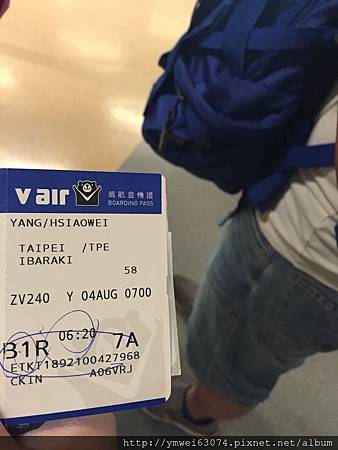 V air 威航登機證
BOARDING PASS
YANG/HSIAOWEI
TAIPEI /TPE
IBARAKI
58
ZV240 Y 04AUG 0700
06:20
B1R 7A
ETKT1892100427968
CKIN A06VRJ
http://ymwei63074.pixnet.net/album